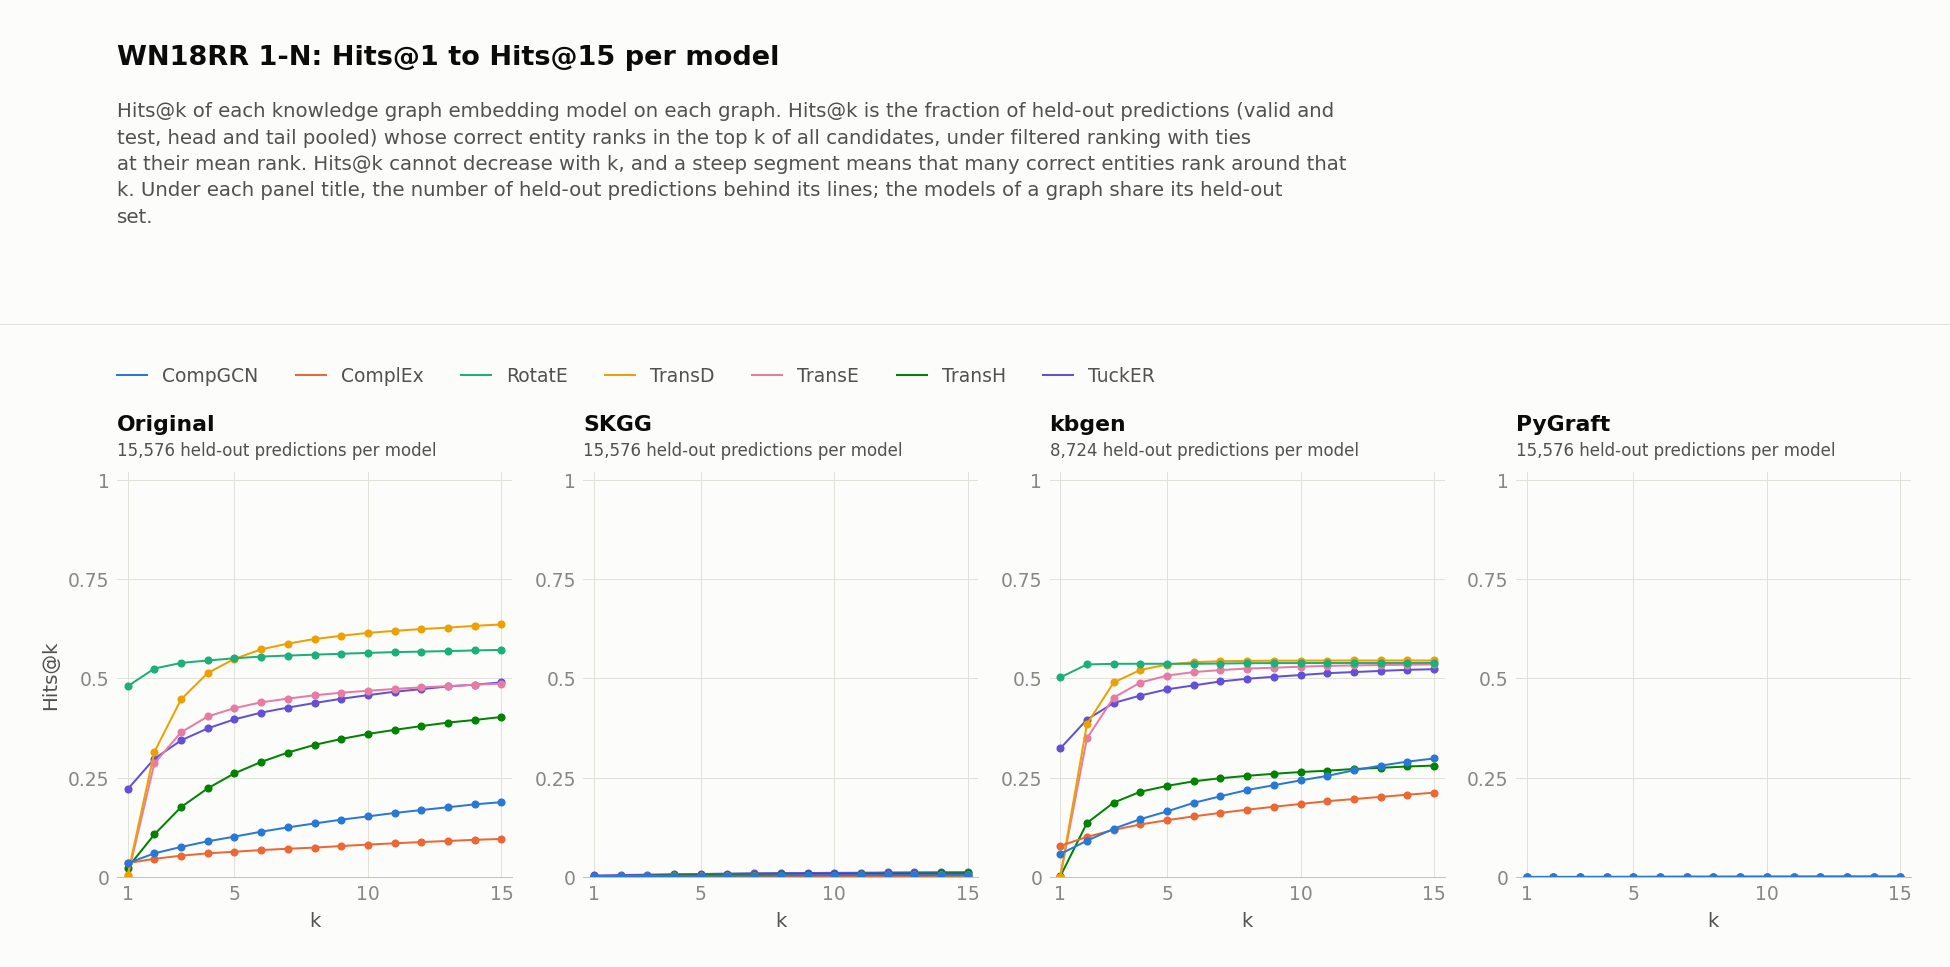 WN18RR 1-N: Hits@1 to Hits@15 per model
Hits@k of each knowledge graph embedding model on each graph. Hits@k is the fraction of held-out predictions (valid and
test, head and tail pooled) whose correct entity ranks in the top k of all candidates, under filtered ranking with ties
at their mean rank. Hits@k cannot decrease with k, and a steep segment means that many correct entities rank around that
k. Under each panel title, the number of held-out predictions behind its lines; the models of a graph share its held-out
set.
CompGCN ComplEx RotatE TransD TransE TransH TuckER
Original SKGG kbgen PyGraft
15,576 held-out predictions per model 15,576 held-out predictions per model 8,724 held-out predictions per model 15,576 held-out predictions per model
1 1 1 1
0.75 0.75 0.75 0.75
Hits@k
0.5 0.5 0.5 0.5
0.25 0.25 0.25 0.25
0 0 0 0
1 5 10 15 1 5 10 15 1 5 10 15 1 5 10 15
k k k k